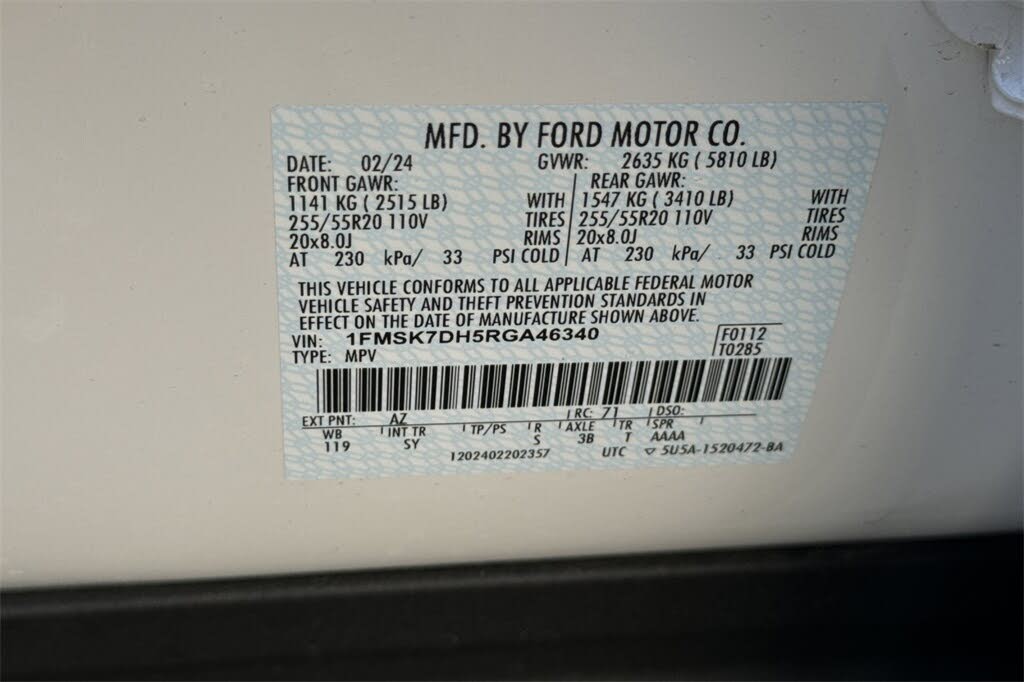 MFD. BY FORD MOTOR CO.
DATE: 02/24 GVWR: 2635 KG ( 5810 LB)
FRONT GAWR: REAR GAWR:
1141 KG ( 2515 LB) WITH 1547 KG ( 3410 LB) WITH
255/55R20 110V TIRES 255/55R20 110V TIRES
20x8.0J RIMS 20x8.0J RIMS
AT 230 kPa/ 33 PSI COLD AT 230 kPa/ 33 PSI COLD
THIS VEHICLE CONFORMS TO ALL APPLICABLE FEDERAL MOTOR
VEHICLE SAFETY AND THEFT PREVENTION STANDARDS IN
EFFECT ON THE DATE OF MANUFACTURE SHOWN ABOVE.
VIN: 1FMSK7DH5RGA46340 F0112
TYPE: MPV T0285
EXT PNT: AZ RC: 71 DSO:
WB INT TR TP/PS R AXLE TR SPR
119 SY S 3B T AAAA
1202402202357 UTC ▽ 5U5A-1520472-BA